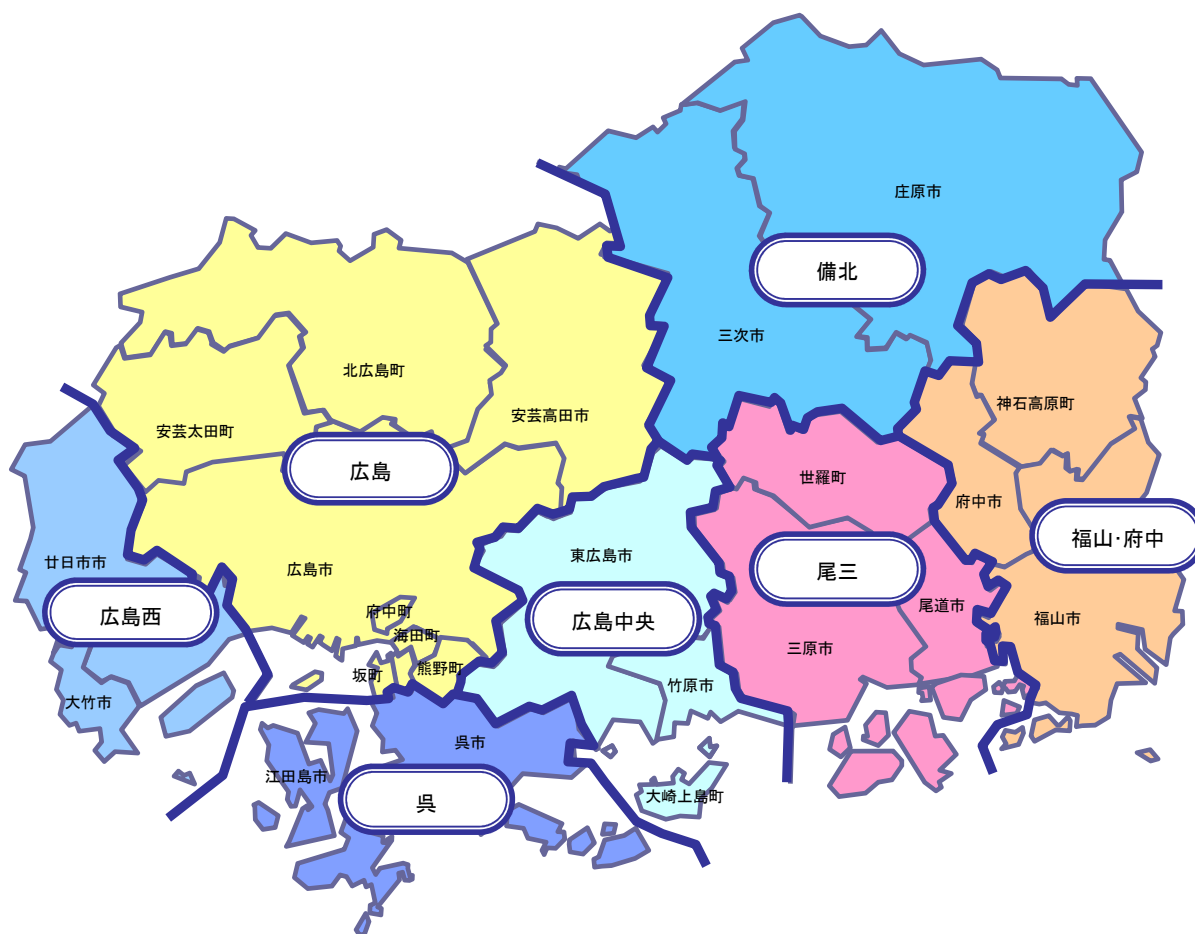 庄原市
備北
三次市
北広島町
神石高原町
安芸高田市
安芸太田町
広島
世羅町
府中市
福山·府中
東広島市
廿日市市
広島市
尾三
尾道市
府中町
広島西
広島中央
福山市
海田町
三原市
熊野町
坂町
竹原市
大竹市
呉市
江田島市
大崎上島町
呉